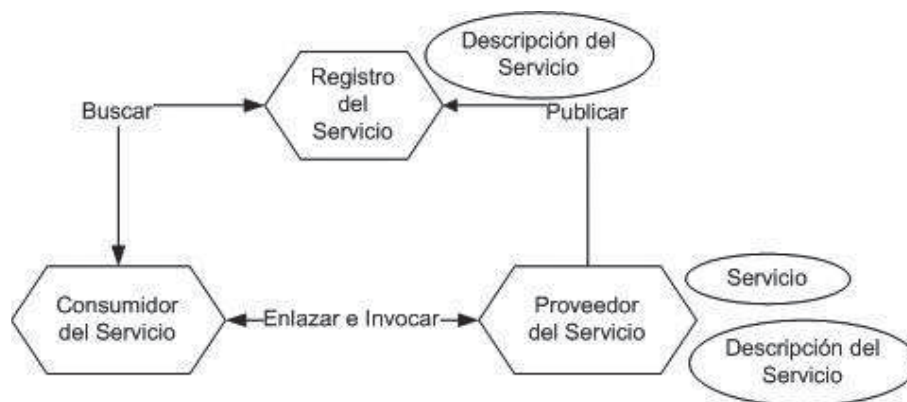 Descripción del
Servicio
Registro
del
Servicio
Buscar
Publicar
Consumidor
del Servicio
Enlazar e Invocar
Proveedor
del Servicio
Servicio
Descripción del
Servicio